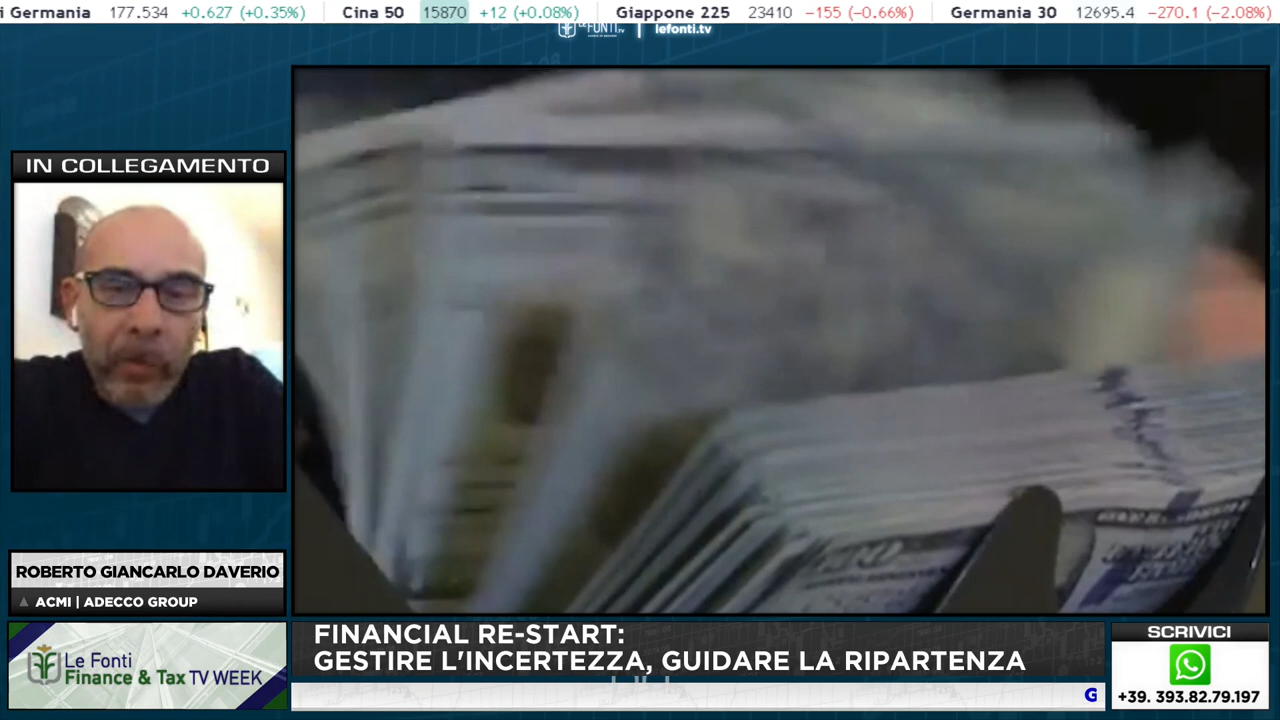 i Germania 177.534 +0.627 (+0.35%) Cina 50 15870 +12 (+0.08%) Giappone 225 23410 −155 (−0.66%) Germania 30 12695.4 −270.1 (−2.08%)
LE FONTI.TV | lefonti.tv
IN COLLEGAMENTO
ROBERTO GIANCARLO DAVERIO
ACMI | ADECCO GROUP
Le Fonti
Finance & Tax TV WEEK
FINANCIAL RE-START:
GESTIRE L'INCERTEZZA, GUIDARE LA RIPARTENZA
G
SCRIVICI
+39. 393.82.79.197